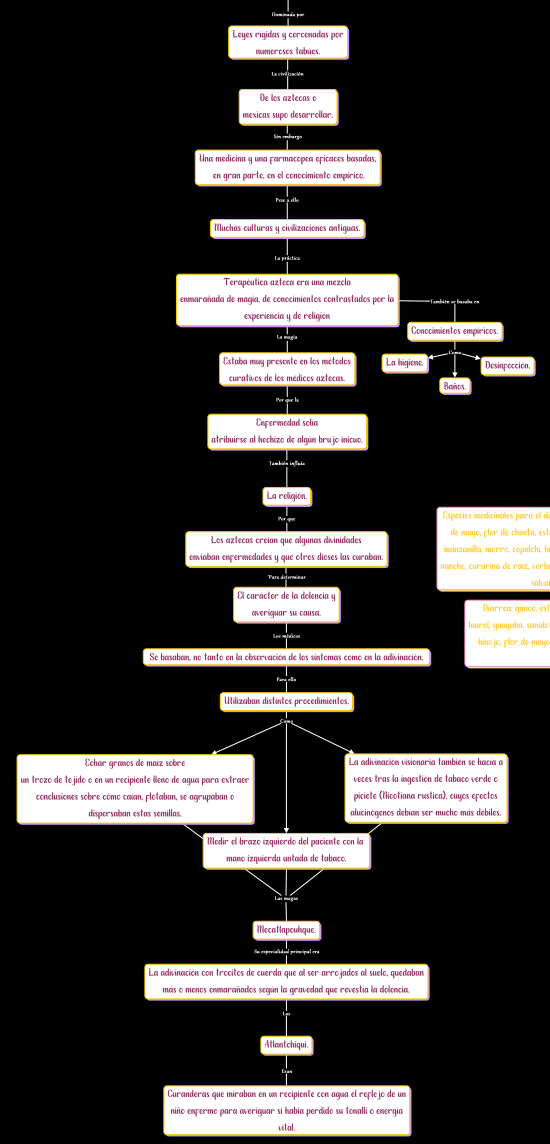 Dominada por
Leyes rígidas y cercenadas por
numerosos tabúes.
La civilización
De los aztecas o
mexicas supo desarrollar.
Sin embargo
Una medicina y una farmacopea eficaces basadas,
en gran parte, en el conocimiento empírico.
Pese a ello
Muchas culturas y civilizaciones antiguas.
La práctica
Terapéutica azteca era una mezcla
enmarañada de magia, de conocimientos contrastados por la
experiencia y de religión
También se basaba en
Conocimientos empíricos.
Como
La higiene.
Desinfección.
Baños.
La magia
Estaba muy presente en los métodos
curativos de los médicos aztecas.
Por que la
Enfermedad solía
atribuirse al hechizo de algún brujo inicuo.
También influía
La religión.
Por que
Los aztecas creían que algunas divinidades
enviaban enfermedades y que otros dioses las curaban.
Para determinar
El carácter de la dolencia y
averiguar su causa.
Los médicos
Se basaban, no tanto en la observación de los síntomas como en la adivinación.
Para ello
Utilizaban distintos procedimientos.
Como
Echar granos de maíz sobre
un trozo de tejido o en un recipiente lleno de agua para extraer
conclusiones sobre cómo caían, flotaban, se agrupaban o
dispersaban estas semillas.
La adivinación visionaria también se hacía a
veces tras la ingestión de tabaco verde o
piciete (Nicotiana rustica), cuyos efectos
alucinógenos debían ser mucho más débiles.
Medir el brazo izquierdo del paciente con la
mano izquierda untada de tabaco.
Las magas
Mecatlapouhque.
Su especialidad principal era
La adivinación con trocitos de cuerda que al ser arrojados al suelo, quedaban
más o menos enmarañados según la gravedad que revestía la dolencia.
Las
Atlantchiqui.
Eran
Curanderas que miraban en un recipiente con agua el reflejo de un
niño enfermo para averiguar si había perdido su tonalli o energía
vital.
Especies medicinales para el
de mayo, flor de chinita,
manzanilla, morro, copalchi,
nanche, curarina de raíz,
Diarrea: guaco,
laurel, guayaba,
hinojo, flor de mayo